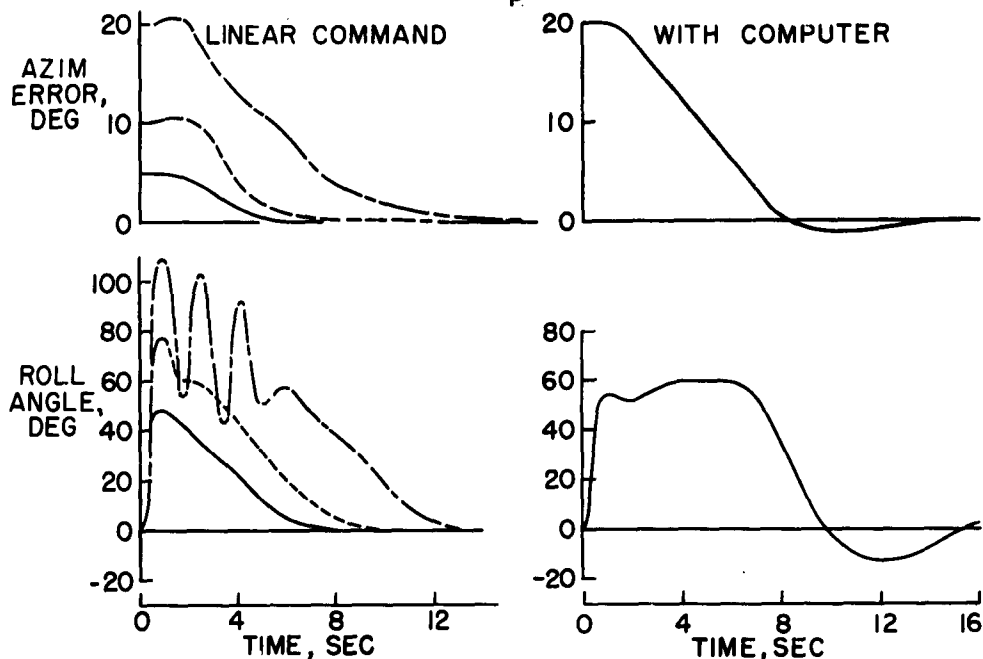 P
20
LINEAR COMMAND
AZIM
ERROR,
DEG
10
0
20
WITH COMPUTER
10
0
100
80
60
40
20
0
-20
ROLL
ANGLE,
DEG
0 4 8 12
TIME, SEC
80
60
40
20
0
-20
0 4 8 12 16
TIME, SEC